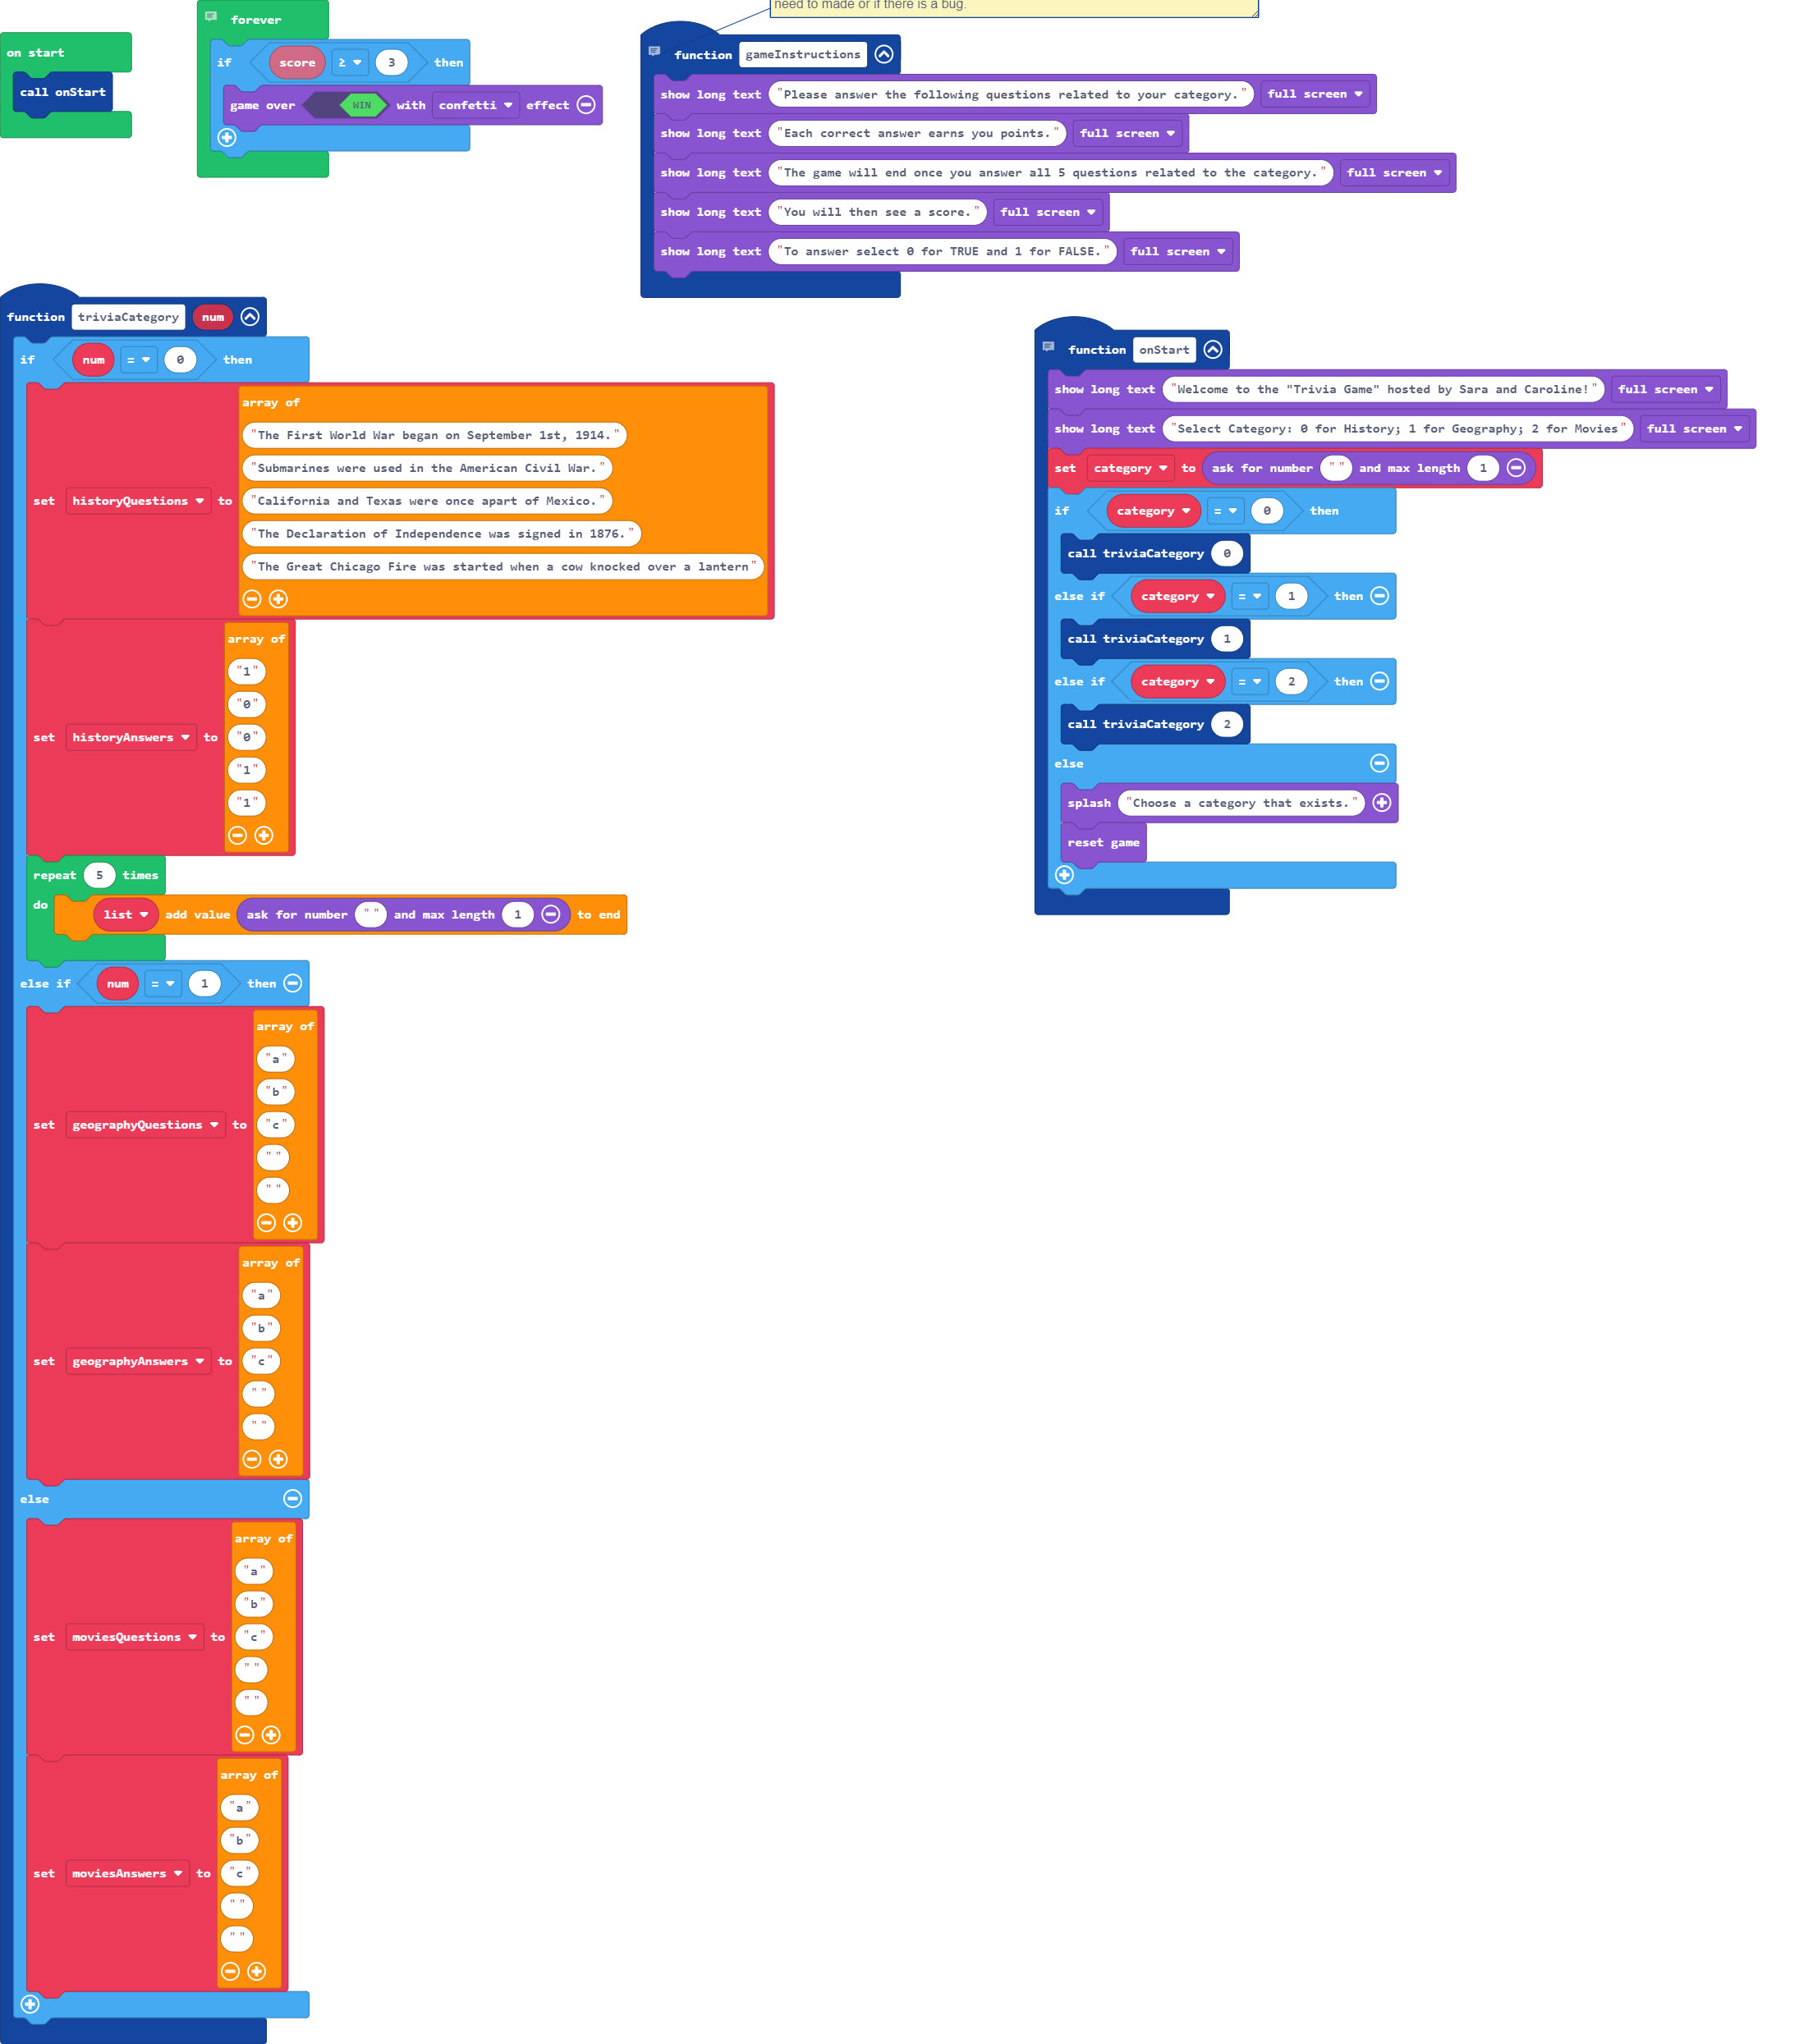 need to made or if there is a bug.
on start
call onStart
forever
if score ≥ 3 then
game over WIN with confetti effect
function gameInstructions
show long text "Please answer the following questions related to your category." full screen
show long text "Each correct answer earns you points." full screen
show long text "The game will end once you answer all 5 questions related to the category." full screen
show long text "You will then see a score." full screen
show long text "To answer select 0 for TRUE and 1 for FALSE." full screen
function triviaCategory num
if num = 0 then
set historyQuestions to array of
"The First World War began on September 1st, 1914."
"Submarines were used in the American Civil War."
"California and Texas were once apart of Mexico."
"The Declaration of Independence was signed in 1876."
"The Great Chicago Fire was started when a cow knocked over a lantern"
set historyAnswers to array of
"1"
"0"
"0"
"1"
"1"
repeat 5 times
do list add value ask for number " " and max length 1 to end
else if num = 1 then
set geographyQuestions to array of
"a"
"b"
"c"
" "
" "
set geographyAnswers to array of
"a"
"b"
"c"
" "
" "
else
set moviesQuestions to array of
"a"
"b"
"c"
" "
" "
set moviesAnswers to array of
"a"
"b"
"c"
" "
" "
function onStart
show long text "Welcome to the "Trivia Game" hosted by Sara and Caroline!" full screen
show long text "Select Category: 0 for History; 1 for Geography; 2 for Movies" full screen
set category to ask for number " " and max length 1
if category = 0 then
call triviaCategory 0
else if category = 1 then
call triviaCategory 1
else if category = 2 then
call triviaCategory 2
else
splash "Choose a category that exists."
reset game